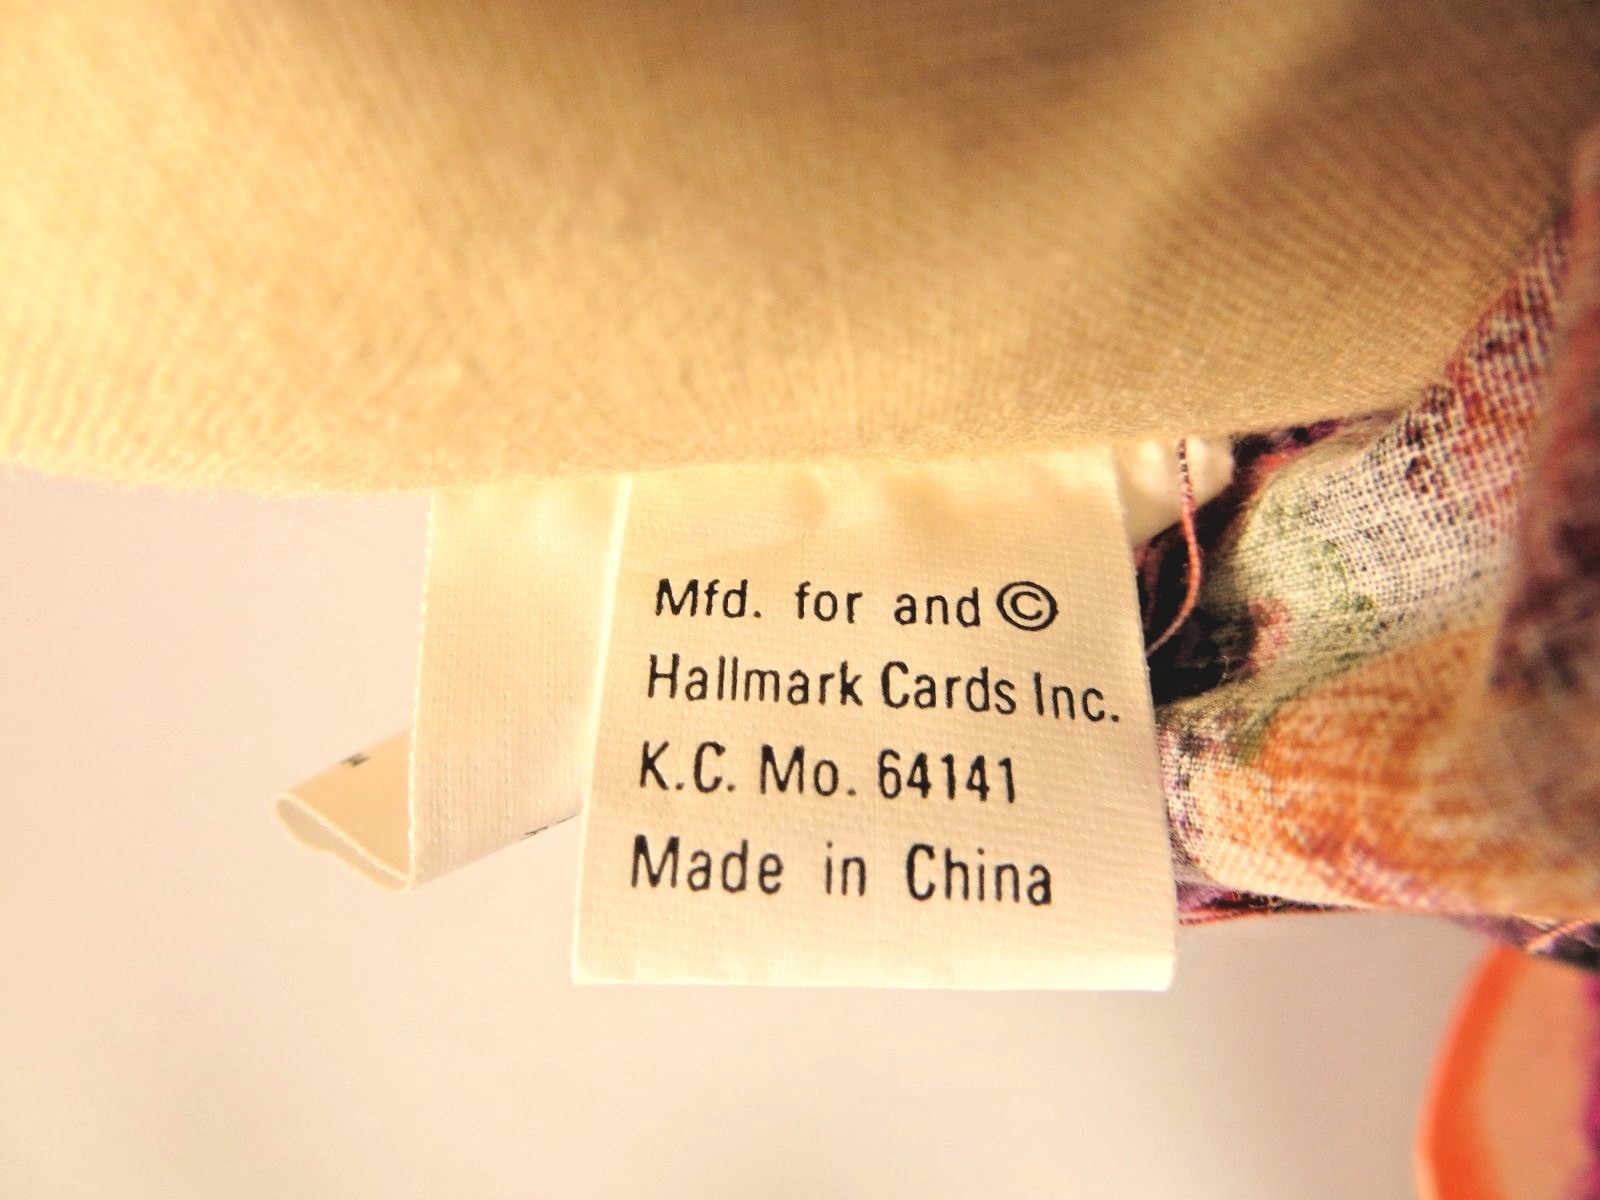 Mfd. for and ©
Hallmark Cards Inc.
K.C. Mo. 64141
Made in China